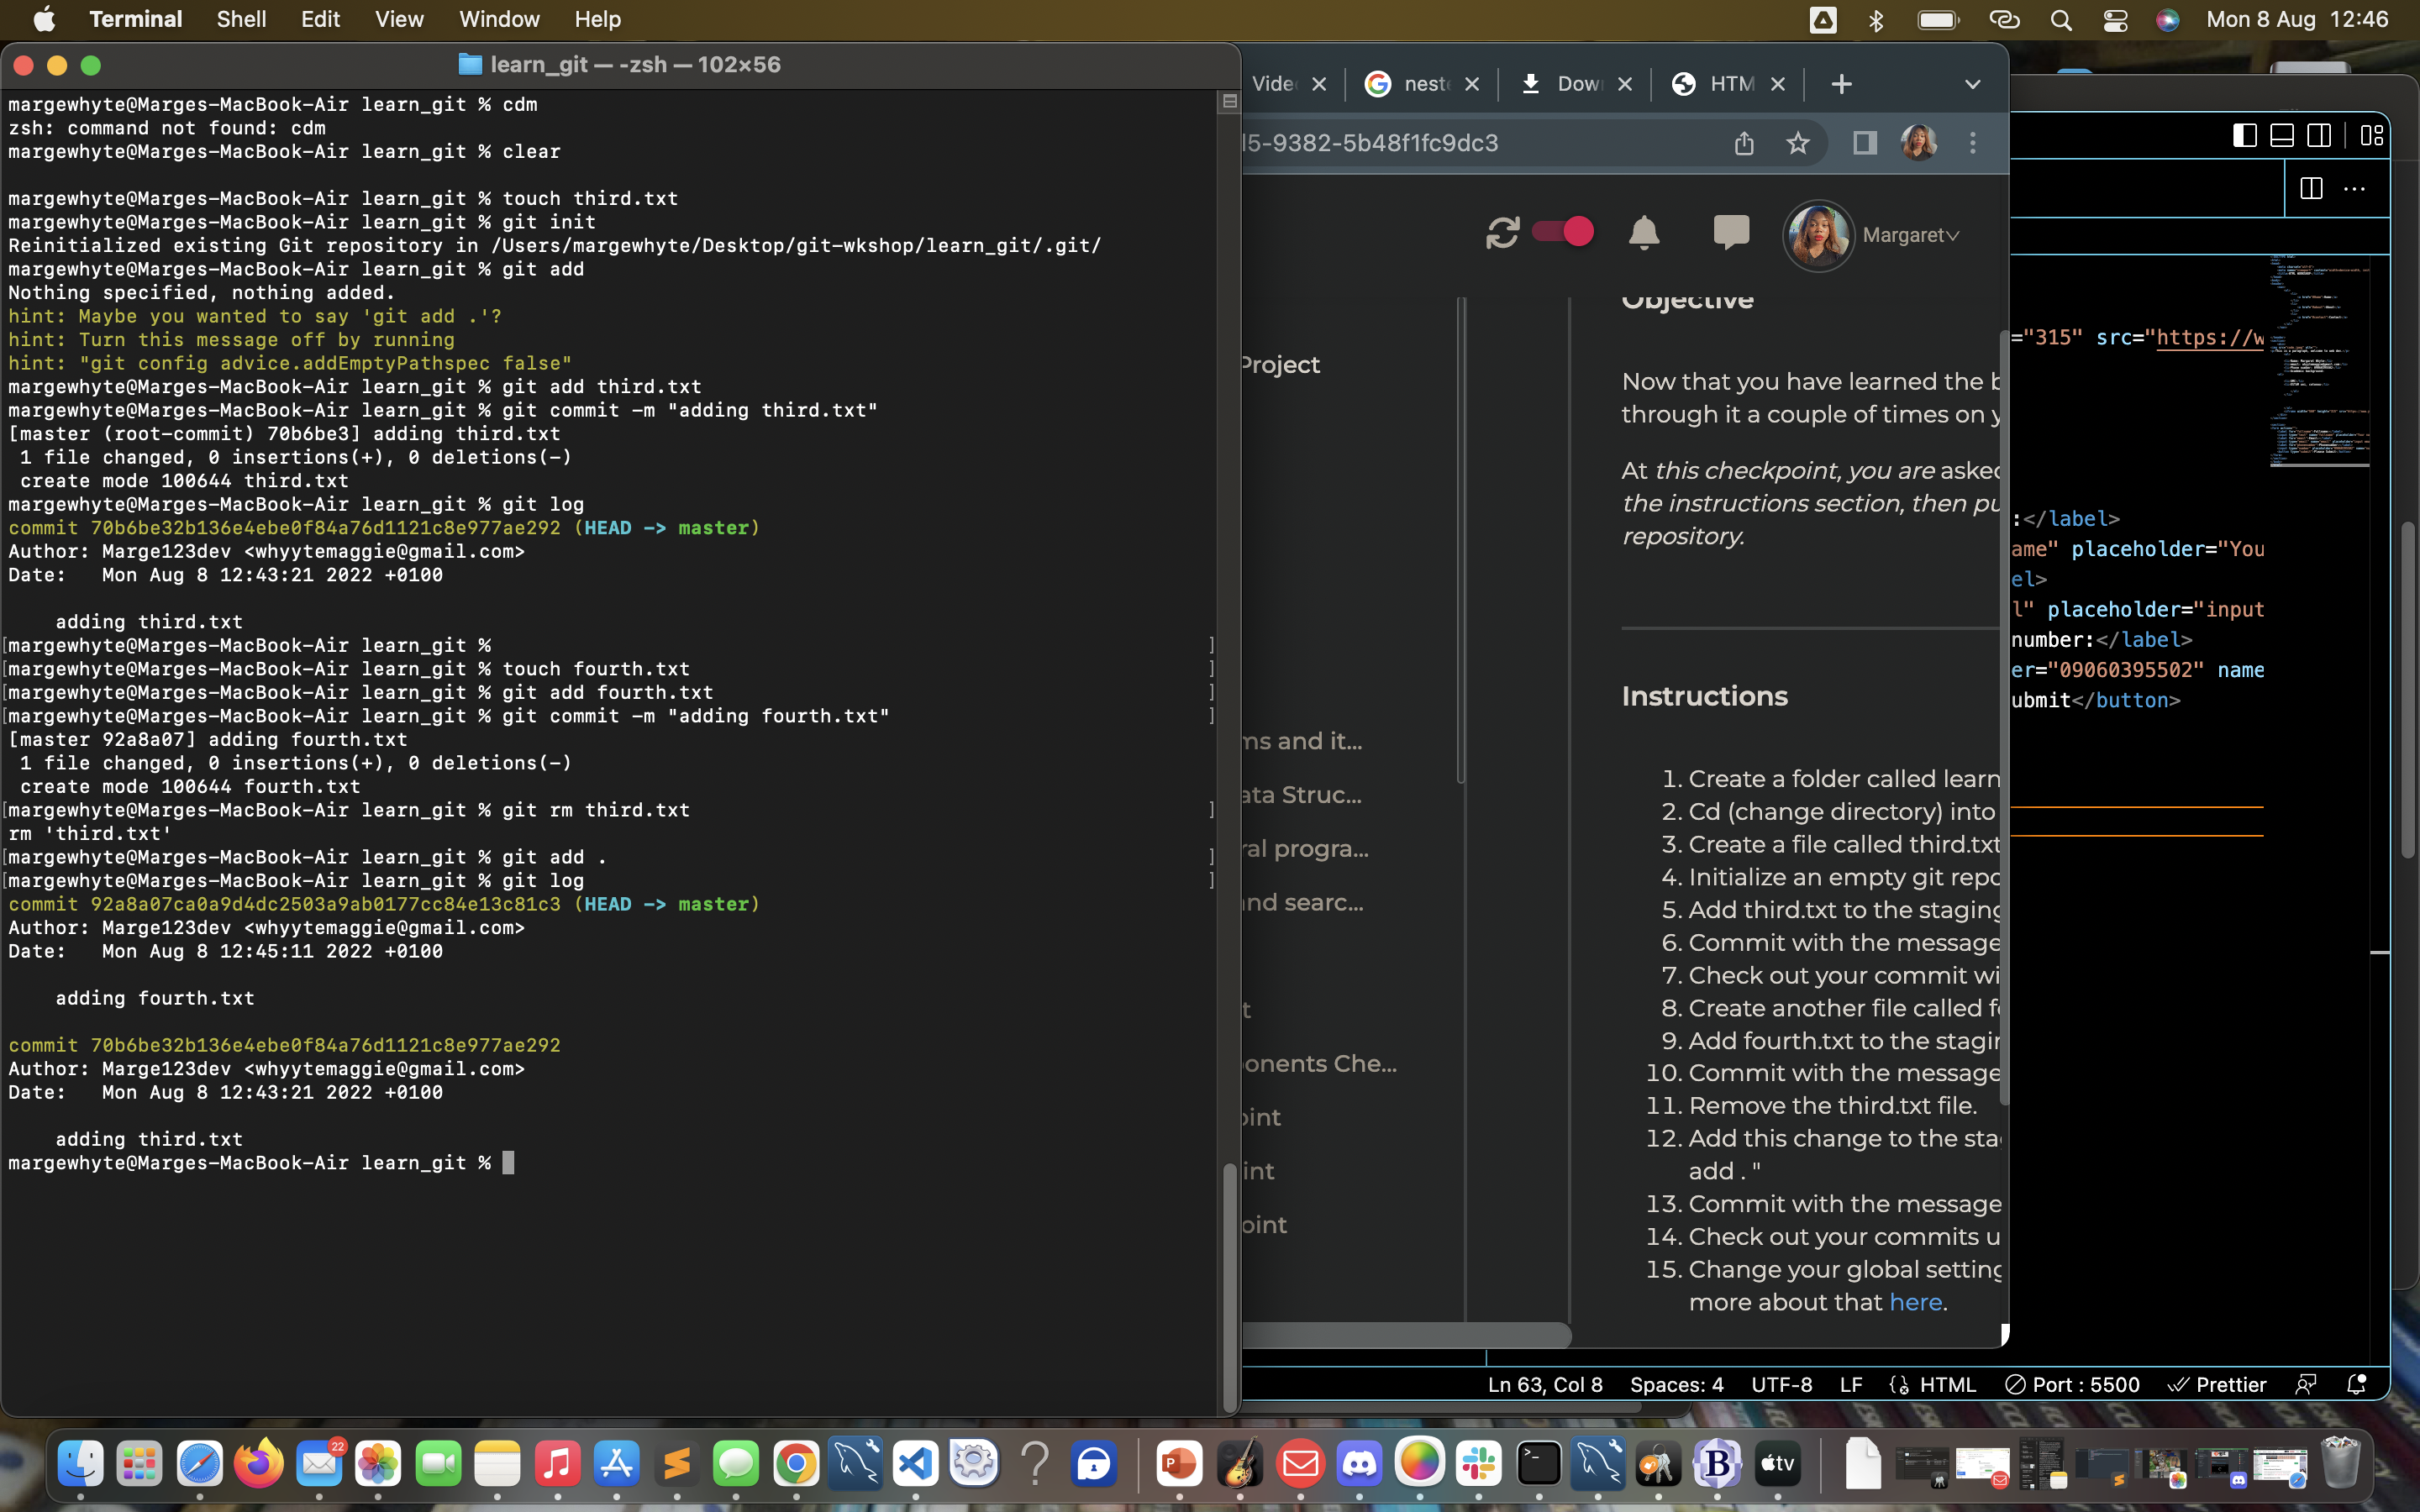 Terminal Shell Edit View Window Help Mon 8 Aug 12:46
learn_git — -zsh — 102×56
margewhyte@Marges-MacBook-Air learn_git % cdm
zsh: command not found: cdm
margewhyte@Marges-MacBook-Air learn_git % clear
margewhyte@Marges-MacBook-Air learn_git % touch third.txt
margewhyte@Marges-MacBook-Air learn_git % git init
Reinitialized existing Git repository in /Users/margewhyte/Desktop/git-wkshop/learn_git/.git/
margewhyte@Marges-MacBook-Air learn_git % git add
Nothing specified, nothing added.
hint: Maybe you wanted to say 'git add .'?
hint: Turn this message off by running
hint: "git config advice.addEmptyPathspec false"
margewhyte@Marges-MacBook-Air learn_git % git add third.txt
margewhyte@Marges-MacBook-Air learn_git % git commit -m "adding third.txt"
[master (root-commit) 70b6be3] adding third.txt
1 file changed, 0 insertions(+), 0 deletions(-)
create mode 100644 third.txt
margewhyte@Marges-MacBook-Air learn_git % git log
commit 70b6be32b136e4ebe0f84a76d1121c8e977ae292 (HEAD -> master)
Author: Marge123dev <whyytemaggie@gmail.com>
Date:   Mon Aug 8 12:43:21 2022 +0100
adding third.txt
[margewhyte@Marges-MacBook-Air learn_git % ]
[margewhyte@Marges-MacBook-Air learn_git % touch fourth.txt ]
[margewhyte@Marges-MacBook-Air learn_git % git add fourth.txt ]
[margewhyte@Marges-MacBook-Air learn_git % git commit -m "adding fourth.txt" ]
[master 92a8a07] adding fourth.txt
1 file changed, 0 insertions(+), 0 deletions(-)
create mode 100644 fourth.txt
[margewhyte@Marges-MacBook-Air learn_git % git rm third.txt ]
rm 'third.txt'
[margewhyte@Marges-MacBook-Air learn_git % git add . ]
[margewhyte@Marges-MacBook-Air learn_git % git log ]
commit 92a8a07ca0a9d4dc2503a9ab0177cc84e13c81c3 (HEAD -> master)
Author: Marge123dev <whyytemaggie@gmail.com>
Date:   Mon Aug 8 12:45:11 2022 +0100
adding fourth.txt
commit 70b6be32b136e4ebe0f84a76d1121c8e977ae292
Author: Marge123dev <whyytemaggie@gmail.com>
Date:   Mon Aug 8 12:43:21 2022 +0100
adding third.txt
margewhyte@Marges-MacBook-Air learn_git %
Vide neste Dow HTM
l5-9382-5b48f1fc9dc3
Margaret
Project
ms and it...
ata Struc...
ral progra...
and searc...
t
onents Che...
oint
int
oint
Objective
Now that you have learned the b
through it a couple of times on y
At this checkpoint, you are asked
the instructions section, then pu
repository.
Instructions
1. Create a folder called learn
2. Cd (change directory) into
3. Create a file called third.txt
4. Initialize an empty git repo
5. Add third.txt to the staging
6. Commit with the message
7. Check out your commit wi
8. Create another file called fo
9. Add fourth.txt to the stagin
10. Commit with the message
11. Remove the third.txt file.
12. Add this change to the sta
add . "
13. Commit with the message
14. Check out your commits u
15. Change your global setting
more about that here.
="315" src="https://w
:</label>
ame" placeholder="You
el>
l" placeholder="input
number:</label>
er="09060395502" name
ubmit</button>
Ln 63, Col 8 Spaces: 4 UTF-8 LF HTML Port : 5500 Prettier
22
P
B
tv